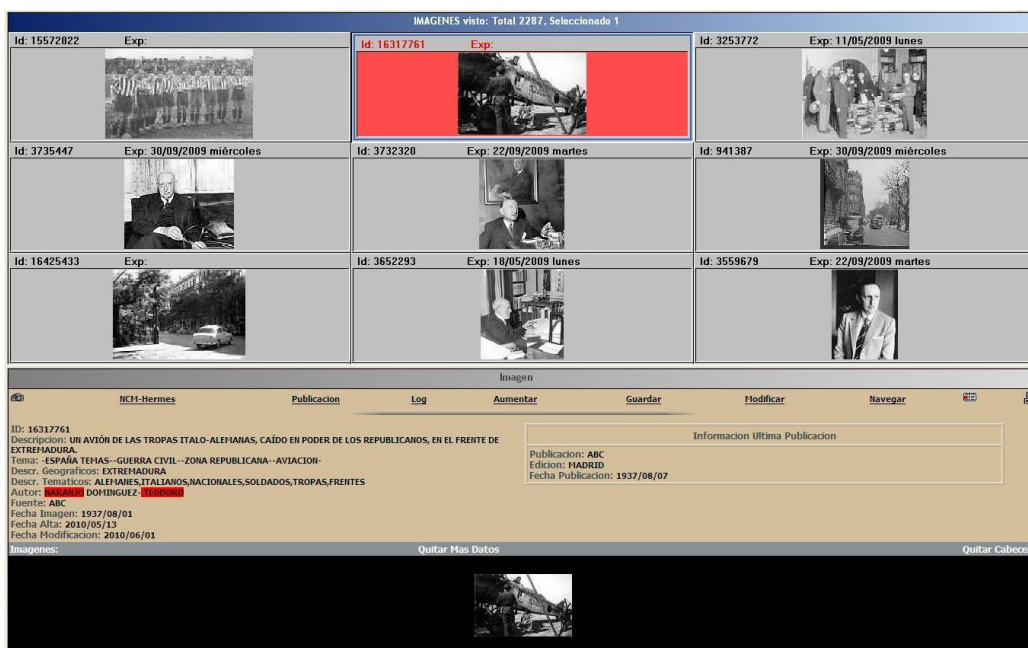 IMAGENES visto: Total 2287, Seleccionado 1
Id: 15572822 Exp:
Id: 16317761 Exp:
Id: 3253772 Exp: 11/05/2009 lunes
Id: 3735447 Exp: 30/09/2009 miércoles
Id: 3732320 Exp: 22/09/2009 martes
Id: 941387 Exp: 30/09/2009 miércoles
Id: 16425433 Exp:
Id: 3652293 Exp: 18/05/2009 lunes
Id: 3559679 Exp: 22/09/2009 martes
Imagen
NCM-Hermes Publicacion Log Aumentar Guardar Modificar Navegar
ID: 16317761
Descripcion: UN AVIÓN DE LAS TROPAS ITALO-ALEMANAS, CAÍDO EN PODER DE LOS REPUBLICANOS, EN EL FRENTE DE
EXTREMADURA.
Tema: -ESPAÑA TEMAS--GUERRA CIVIL--ZONA REPUBLICANA--AVIACION-
Descr. Geograficos: EXTREMADURA
Descr. Tematicos: ALEMANES,ITALIANOS,NACIONALES,SOLDADOS,TROPAS,FRENTES
Autor: NARANJO DOMINGUEZ- TEODORO
Fuente: ABC
Fecha Imagen: 1937/08/01
Fecha Alta: 2010/05/13
Fecha Modificacion: 2010/06/01
Informacion Ultima Publicacion
Publicacion: ABC
Edicion: MADRID
Fecha Publicacion: 1937/08/07
Imagenes: Quitar Mas Datos Quitar Cabece